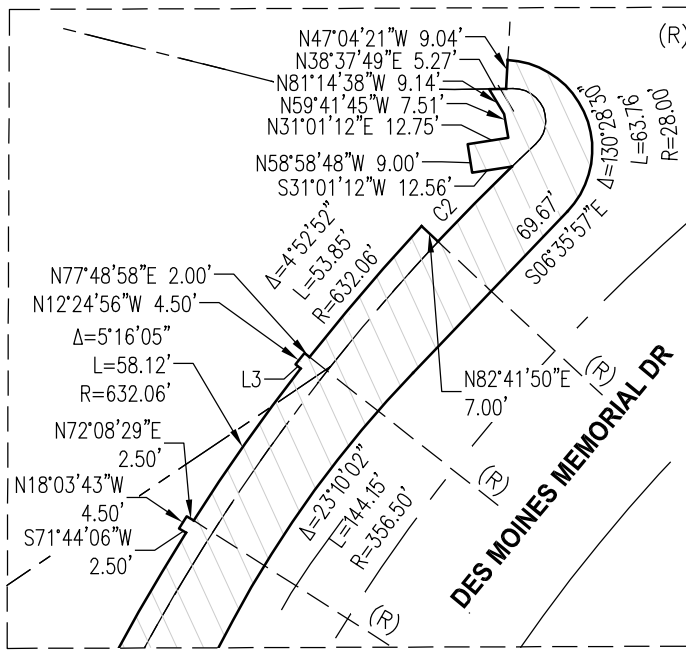 N47°04'21"W 9.04'
(R)
N38°37'49"E 5.27'
N81°14'38"W 9.14'
N59°41'45"W 7.51'
N31°01'12"E 12.75'
N58°58'48"W 9.00'
S31°01'12"W 12.56'
Δ=130°28'30"
L=63.76'
R=28.00'
C2
69.67'
S06°35'57"E
Δ=4°52'52"
L=53.85'
R=632.06'
N77°48'58"E 2.00'
N12°24'56"W 4.50'
Δ=5°16'05"
L=58.12'
R=632.06'
L3
N82°41'50"E
7.00'
(R)
N72°08'29"E
2.50'
N18°03'43"W
4.50'
S71°44'06"W
2.50'
Δ=23°10'02"
L=144.15'
R=356.50'
(R)
(R)
DES MOINES MEMORIAL DR